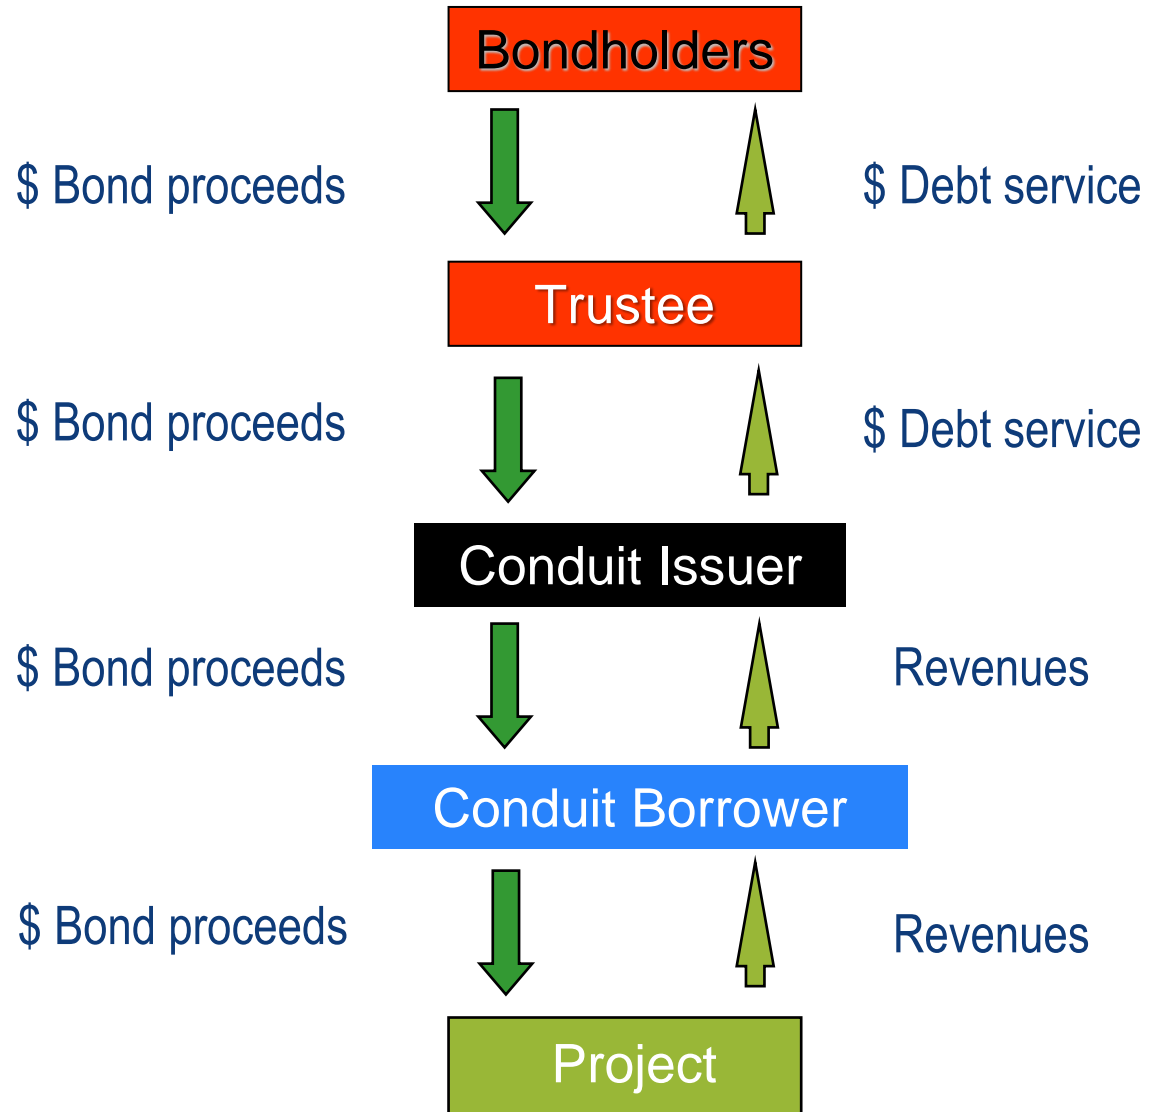 Bondholders
$ Bond proceeds
$ Debt service
Trustee
$ Bond proceeds
$ Debt service
Conduit Issuer
$ Bond proceeds
Revenues
Conduit Borrower
$ Bond proceeds
Revenues
Project